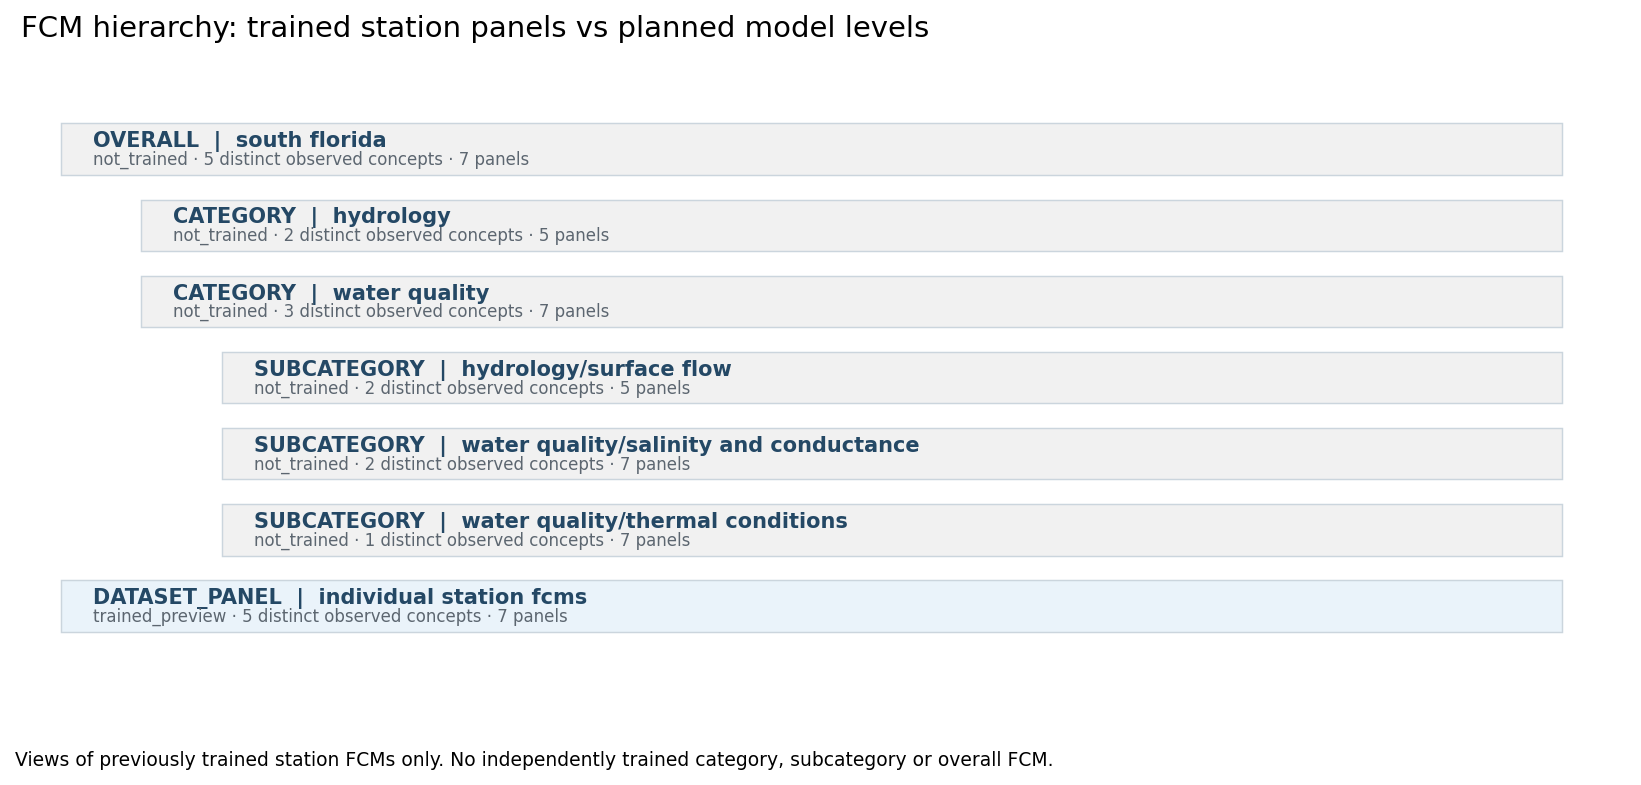 FCM hierarchy: trained station panels vs planned model levels
OVERALL | south florida
not_trained · 5 distinct observed concepts · 7 panels
CATEGORY | hydrology
not_trained · 2 distinct observed concepts · 5 panels
CATEGORY | water quality
not_trained · 3 distinct observed concepts · 7 panels
SUBCATEGORY | hydrology/surface flow
not_trained · 2 distinct observed concepts · 5 panels
SUBCATEGORY | water quality/salinity and conductance
not_trained · 2 distinct observed concepts · 7 panels
SUBCATEGORY | water quality/thermal conditions
not_trained · 1 distinct observed concepts · 7 panels
DATASET_PANEL | individual station fcms
trained_preview · 5 distinct observed concepts · 7 panels
Views of previously trained station FCMs only. No independently trained category, subcategory or overall FCM.